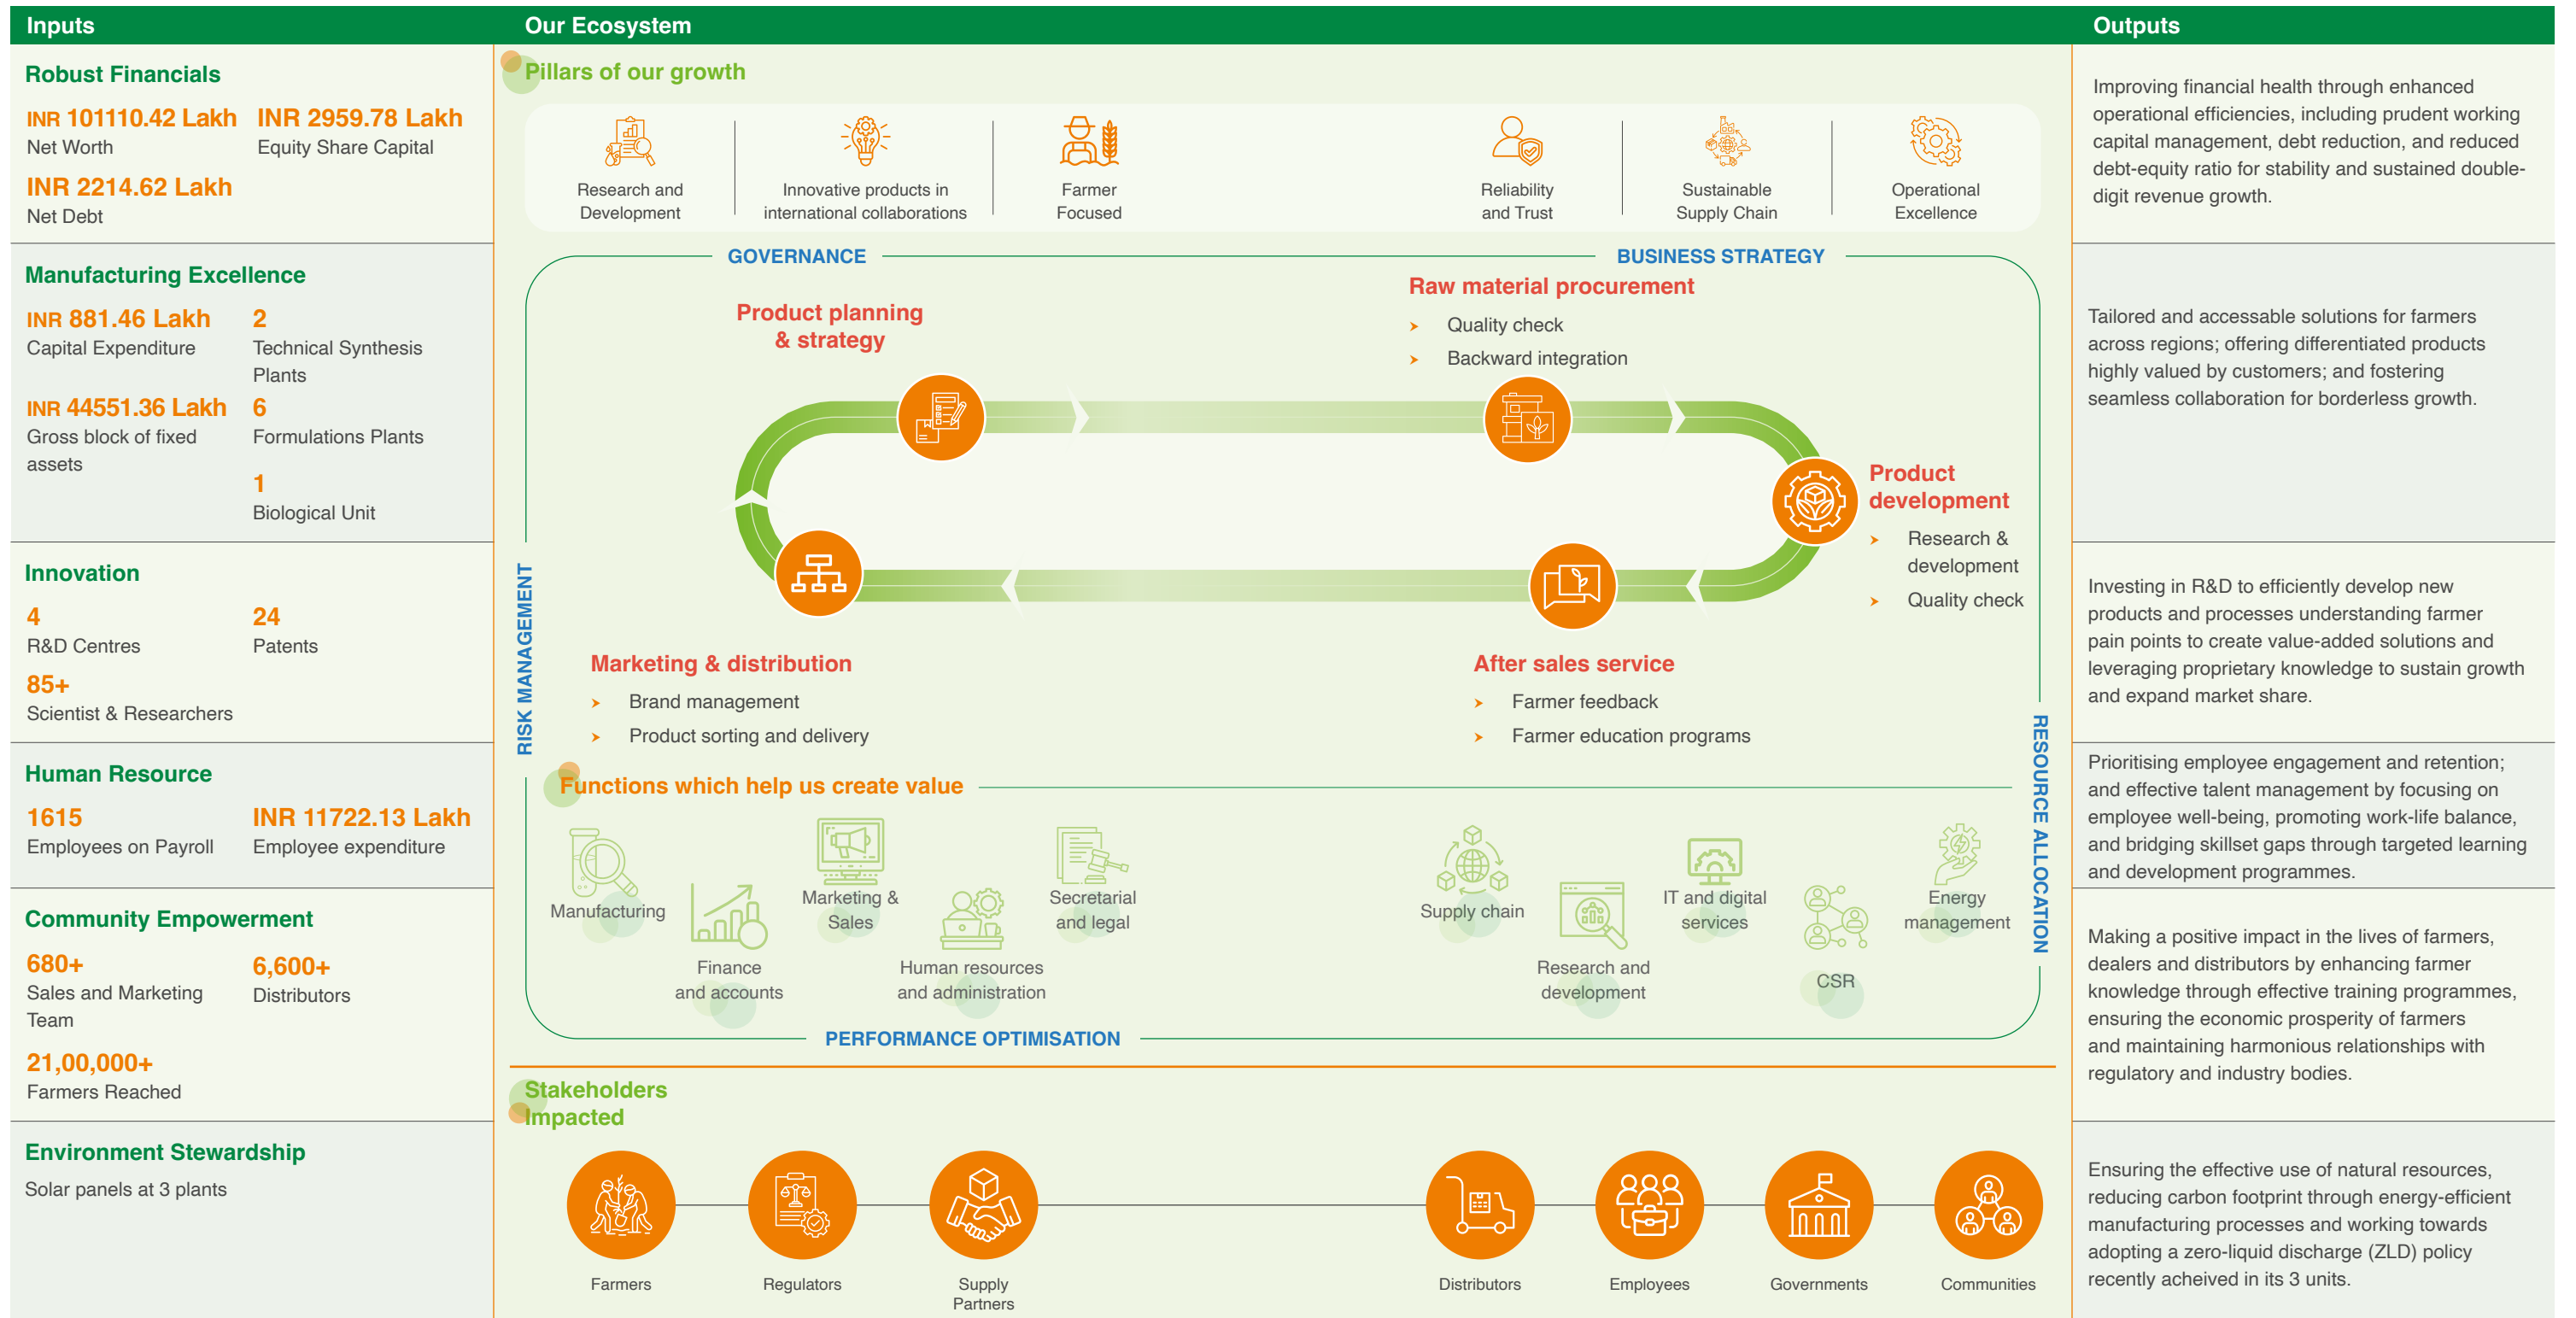 Inputs
Robust Financials
INR 101110.42 Lakh
Net Worth
INR 2959.78 Lakh
Equity Share Capital
INR 2214.62 Lakh
Net Debt
Manufacturing Excellence
INR 881.46 Lakh
Capital Expenditure
2
Technical Synthesis
Plants
INR 44551.36 Lakh
Gross block of fixed
assets
6
Formulations Plants
1
Biological Unit
Innovation
4
R&D Centres
24
Patents
85+
Scientist & Researchers
Human Resource
1615
Employees on Payroll
INR 11722.13 Lakh
Employee expenditure
Community Empowerment
680+
Sales and Marketing
Team
6,600+
Distributors
21,00,000+
Farmers Reached
Environment Stewardship
Solar panels at 3 plants
Our Ecosystem
Pillars of our growth
Research and
Development
Innovative products in
international collaborations
Farmer
Focused
Reliability
and Trust
Sustainable
Supply Chain
Operational
Excellence
GOVERNANCE
BUSINESS STRATEGY
RISK MANAGEMENT
RESOURCE ALLOCATION
Product planning
& strategy
Raw material procurement
Quality check
Backward integration
Product
development
Research &
development
Quality check
After sales service
Farmer feedback
Farmer education programs
Marketing & distribution
Brand management
Product sorting and delivery
Functions which help us create value
Manufacturing
Finance
and accounts
Marketing &
Sales
Human resources
and administration
Secretarial
and legal
Supply chain
Research and
development
IT and digital
services
CSR
Energy
management
PERFORMANCE OPTIMISATION
Stakeholders
Impacted
Farmers
Regulators
Supply
Partners
Distributors
Employees
Governments
Communities
Outputs
Improving financial health through enhanced
operational efficiencies, including prudent working
capital management, debt reduction, and reduced
debt-equity ratio for stability and sustained double-
digit revenue growth.
Tailored and accessable solutions for farmers
across regions; offering differentiated products
highly valued by customers; and fostering
seamless collaboration for borderless growth.
Investing in R&D to efficiently develop new
products and processes understanding farmer
pain points to create value-added solutions and
leveraging proprietary knowledge to sustain growth
and expand market share.
Prioritising employee engagement and retention;
and effective talent management by focusing on
employee well-being, promoting work-life balance,
and bridging skillset gaps through targeted learning
and development programmes.
Making a positive impact in the lives of farmers,
dealers and distributors by enhancing farmer
knowledge through effective training programmes,
ensuring the economic prosperity of farmers
and maintaining harmonious relationships with
regulatory and industry bodies.
Ensuring the effective use of natural resources,
reducing carbon footprint through energy-efficient
manufacturing processes and working towards
adopting a zero-liquid discharge (ZLD) policy
recently acheived in its 3 units.